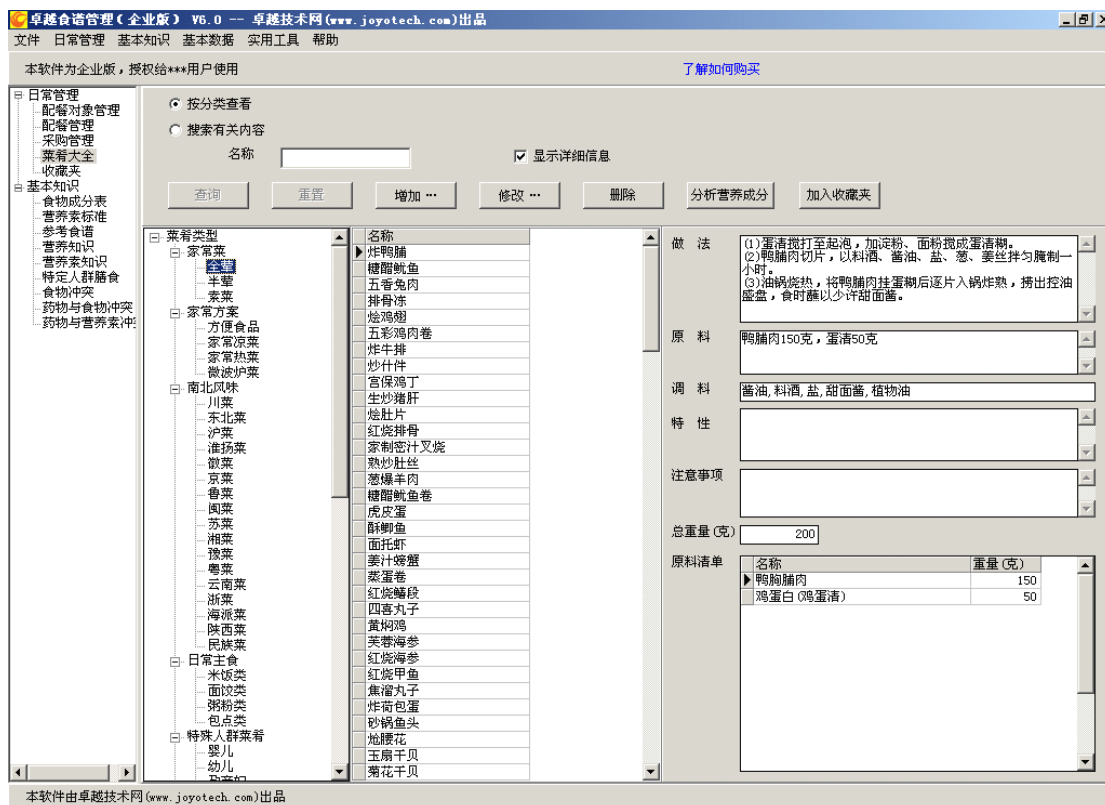 卓越食谱管理(企业版) V6.0 -- 卓越技术网(www.joyotech.com)出品
文件 日常管理 基本知识 基本数据 实用工具 帮助
本软件为企业版，授权给***用户使用
了解如何购买
日常管理
配餐对象管理
配餐管理
采购管理
菜肴大全
收藏夹
基本知识
食物成分表
营养素标准
参考食谱
营养知识
营养素知识
特定人群膳食
食物冲突
药物与食物冲突
药物与营养素冲
按分类查看
搜索有关内容
名称
显示详细信息
查询 重置 增加 ... 修改 ... 删除 分析营养成分 加入收藏夹
菜肴类型
家常菜
全荤
半荤
素菜
家常方案
方便食品
家常凉菜
家常热菜
微波炉菜
南北风味
川菜
东北菜
沪菜
淮扬菜
徽菜
京菜
鲁菜
闽菜
苏菜
湘菜
豫菜
粤菜
云南菜
浙菜
海派菜
陕西菜
民族菜
日常主食
米饭类
面饺类
粥粉类
包点类
特殊人群菜肴
婴儿
幼儿
名称
炸鸭脯
糖醋鱿鱼
五香兔肉
排骨冻
烩鸡翅
五彩鸡肉卷
炸牛排
炒什件
宫保鸡丁
生炒猪肝
烩肚片
红烧排骨
家制密汁叉烧
熟炒肚丝
葱爆羊肉
糖醋鱿鱼卷
虎皮蛋
酥鲫鱼
面托虾
姜汁螃蟹
蒸蛋卷
红烧鳝段
四喜丸子
黄焖鸡
芙蓉海参
红烧海参
红烧甲鱼
焦溜丸子
炸荷包蛋
砂锅鱼头
炝腰花
玉扇干贝
菊花干贝
做 法
(1)蛋清搅打至起泡，加淀粉、面粉搅成蛋清糊。
(2)鸭脯肉切片，以料酒、酱油、盐、葱、姜丝拌匀腌制一
小时。
(3)油锅烧热，将鸭脯肉挂蛋糊后逐片入锅炸熟，捞出控油
盛盘，食时蘸以少许甜面酱。
原 料
鸭脯肉150克，蛋清50克
调 料
酱油,料酒,盐,甜面酱,植物油
特 性
注意事项
总重量(克)
200
原料清单
名称 重量(克)
鸭胸脯肉 150
鸡蛋白(鸡蛋清) 50
本软件由卓越技术网(www.joyotech.com)出品